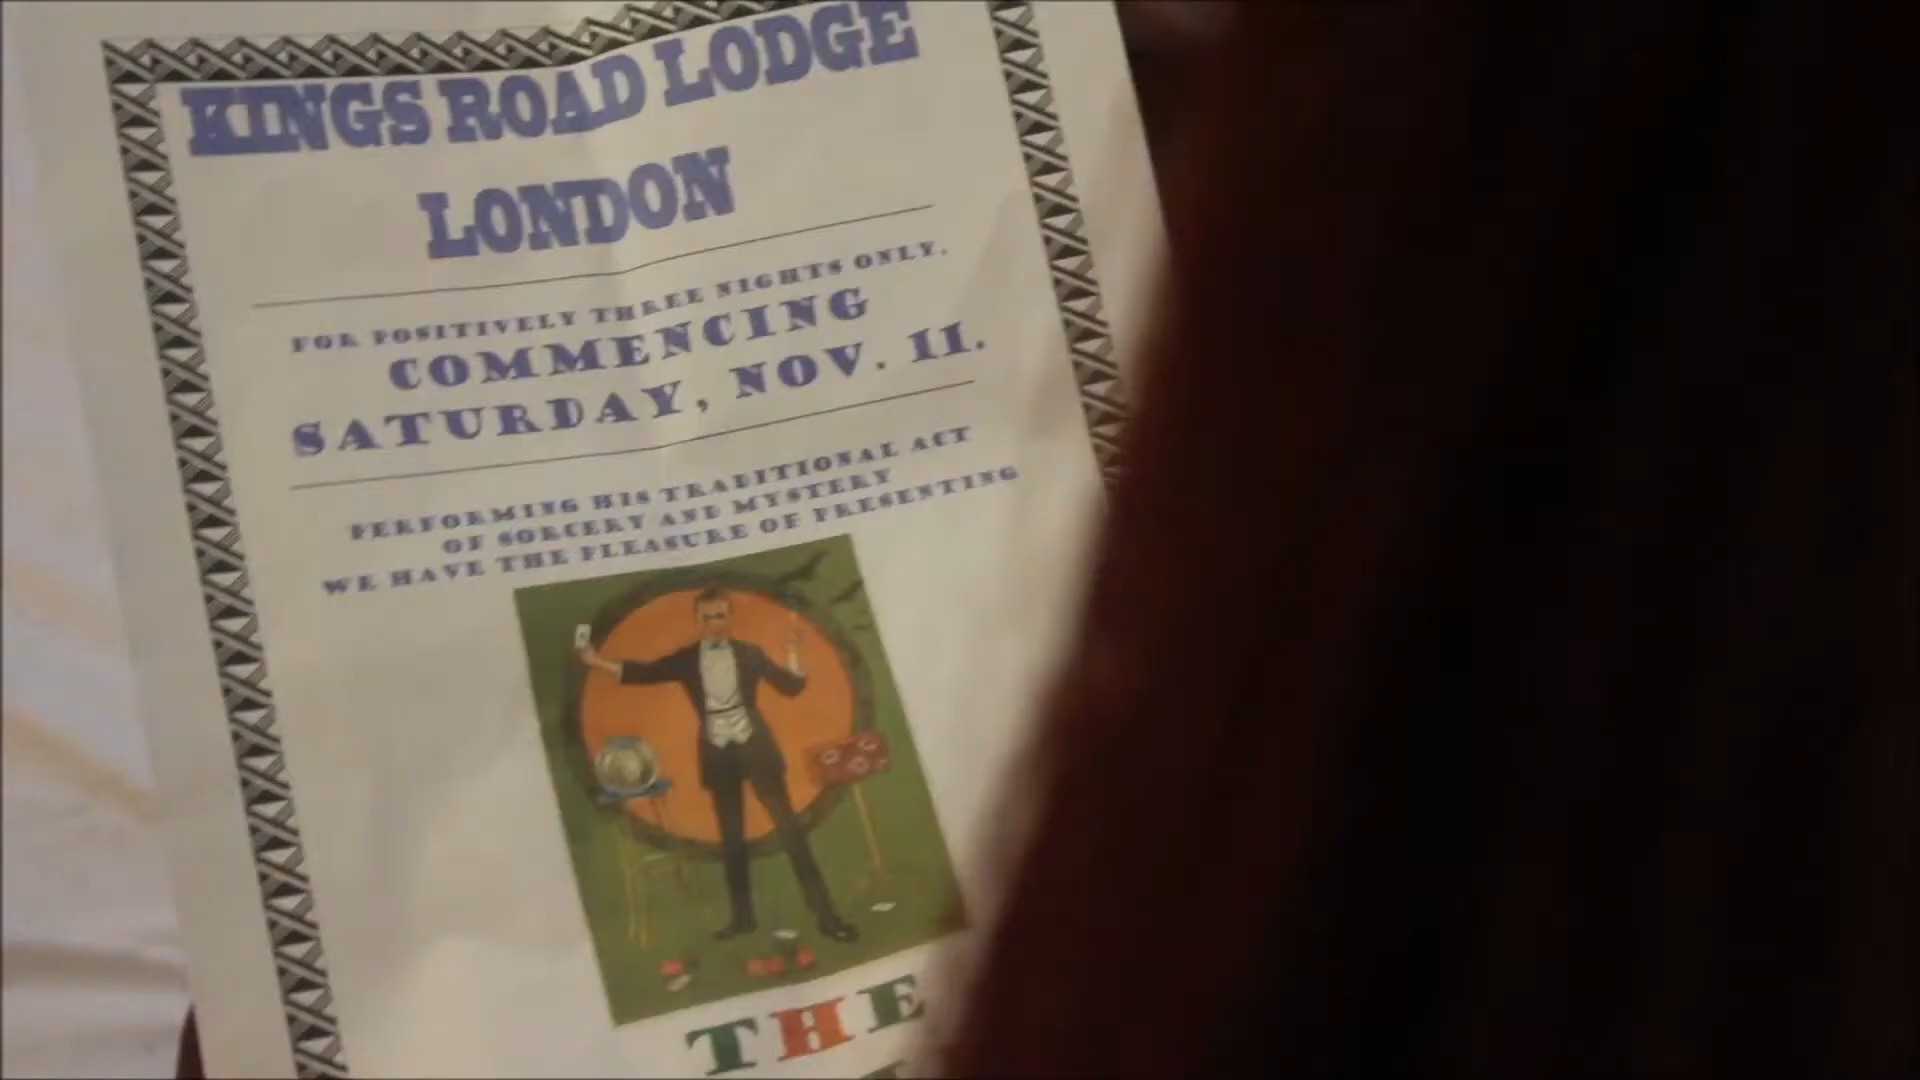 KINGS ROAD LODGE
LONDON
FOR POSITIVELY THREE NIGHTS ONLY.
COMMENCING
SATURDAY, NOV. 11.
PERFORMING HIS TRADITIONAL ACT
OF SORCERY AND MYSTERY
WE HAVE THE PLEASURE OF PRESENTING
THE